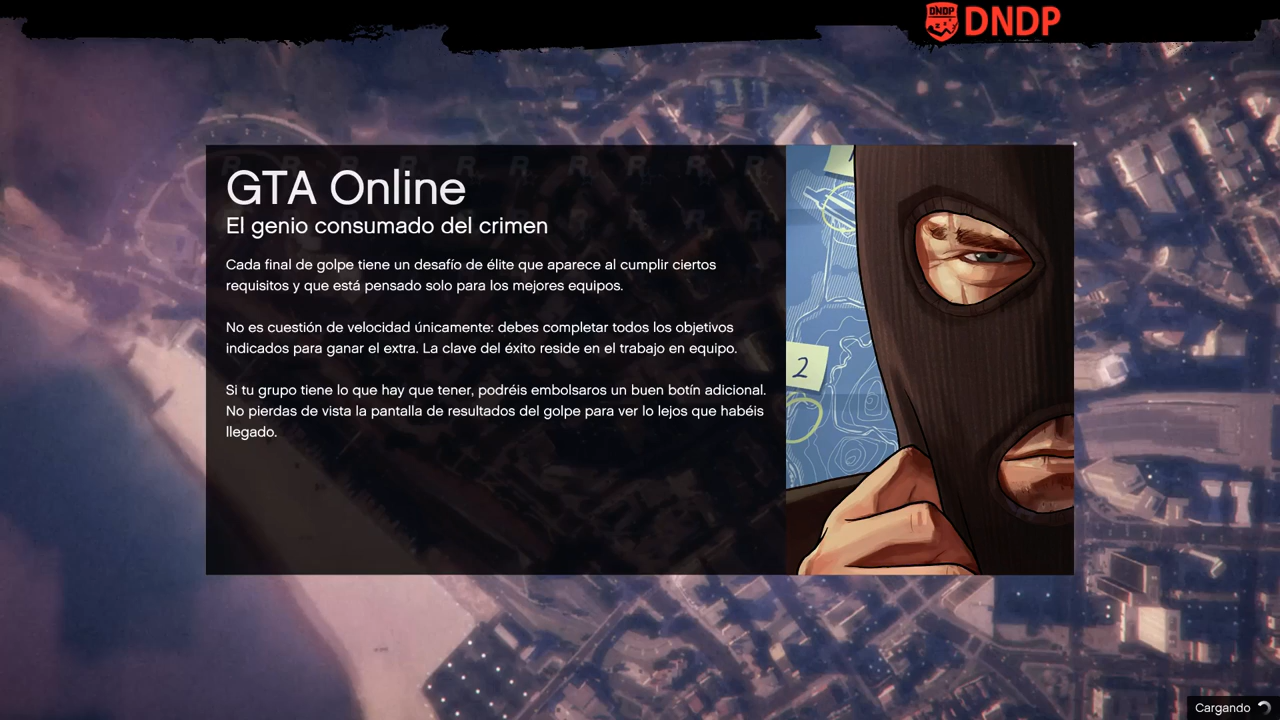 DNDP
DNDP
GTA Online
El genio consumado del crimen
Cada final de golpe tiene un desafío de élite que aparece al cumplir ciertos
requisitos y que está pensado solo para los mejores equipos.
No es cuestión de velocidad únicamente: debes completar todos los objetivos
indicados para ganar el extra. La clave del éxito reside en el trabajo en equipo.
Si tu grupo tiene lo que hay que tener, podréis embolsaros un buen botín adicional.
No pierdas de vista la pantalla de resultados del golpe para ver lo lejos que habéis
llegado.
2
Cargando